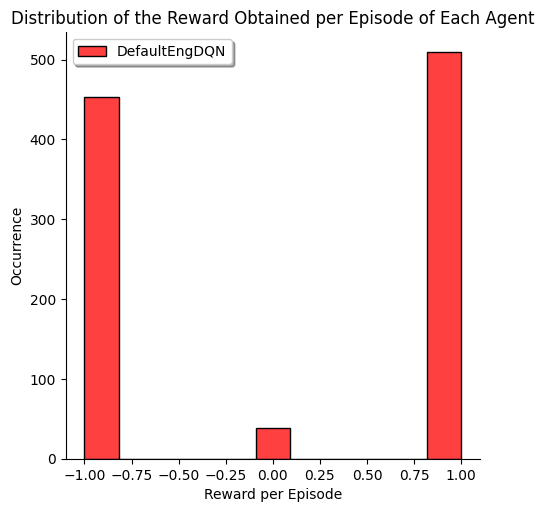 Distribution of the Reward Obtained per Episode of Each Agent
DefaultEngDQN
500
400
300
200
100
0
Occurrence
−1.00 −0.75 −0.50 −0.25 0.00 0.25 0.50 0.75 1.00
Reward per Episode